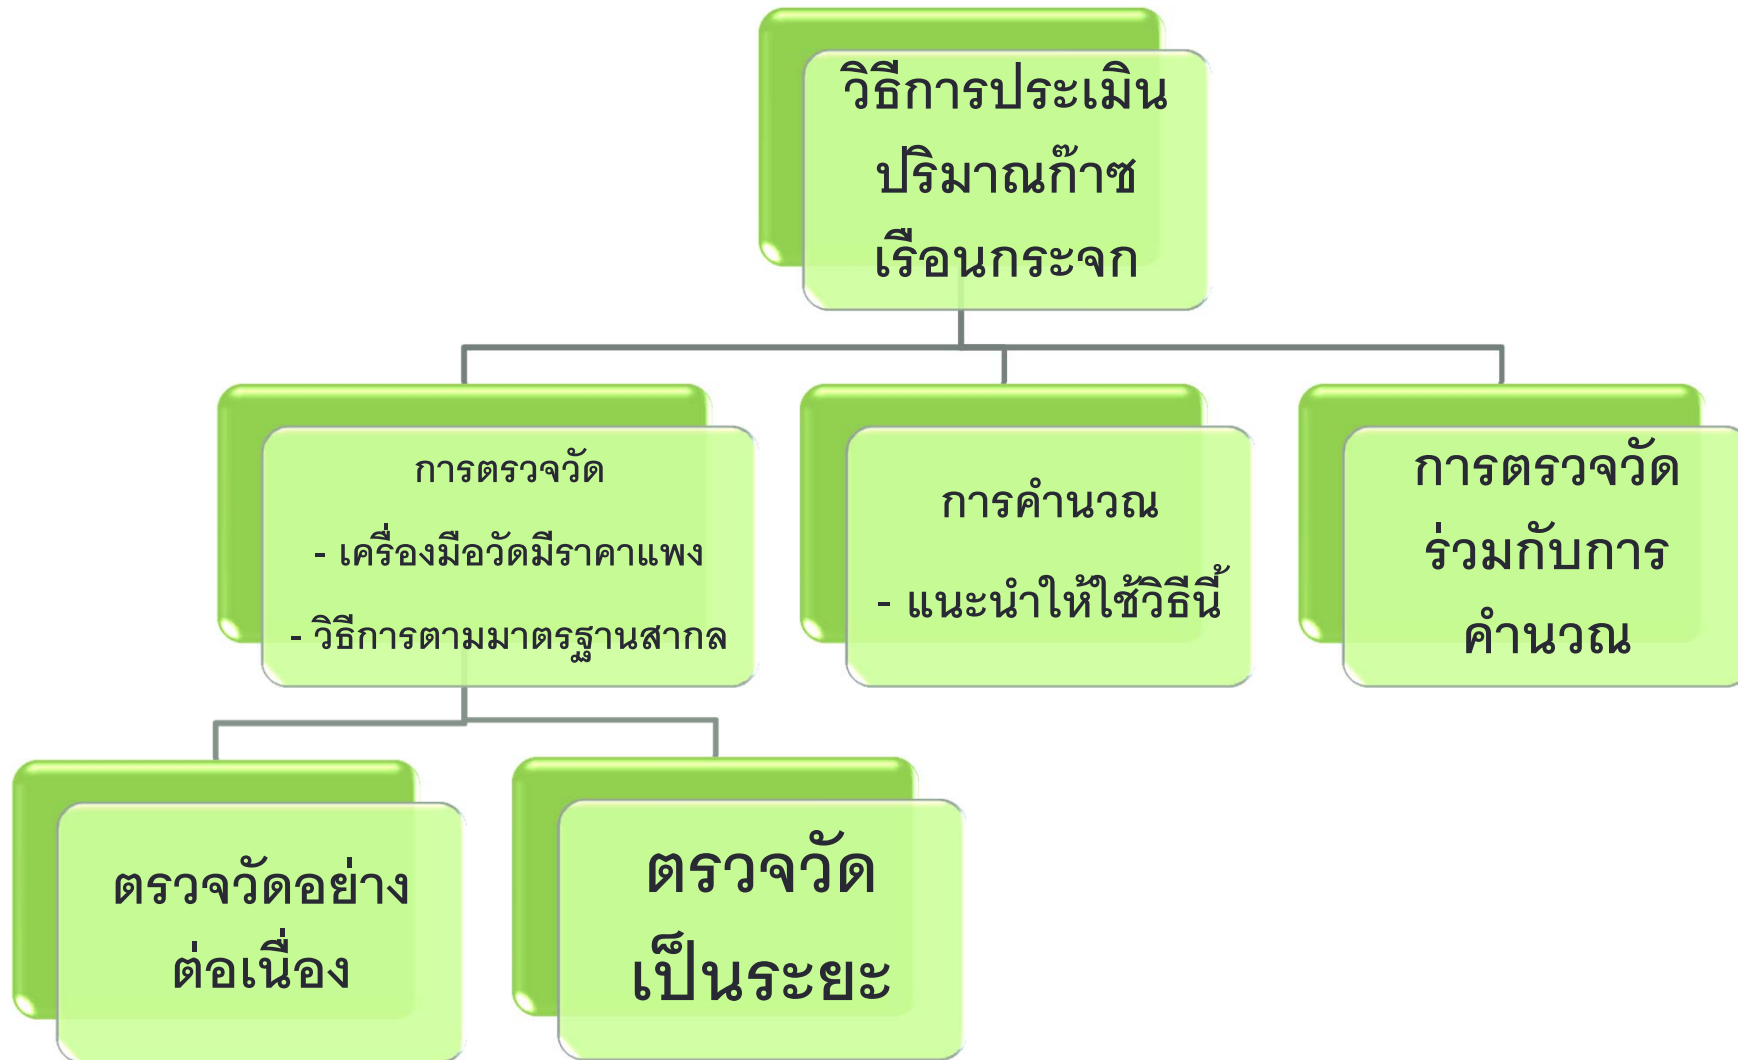 วิธีการประเมิน
ปริมาณก๊าซ
เรือนกระจก
การตรวจวัด
- เครื่องมือวัดมีราคาแพง
- วิธีการตามมาตรฐานสากล
การคำนวณ
- แนะนำให้ใช้วิธีนี้
การตรวจวัด
ร่วมกับการ
คำนวณ
ตรวจวัดอย่าง
ต่อเนื่อง
ตรวจวัด
เป็นระยะ